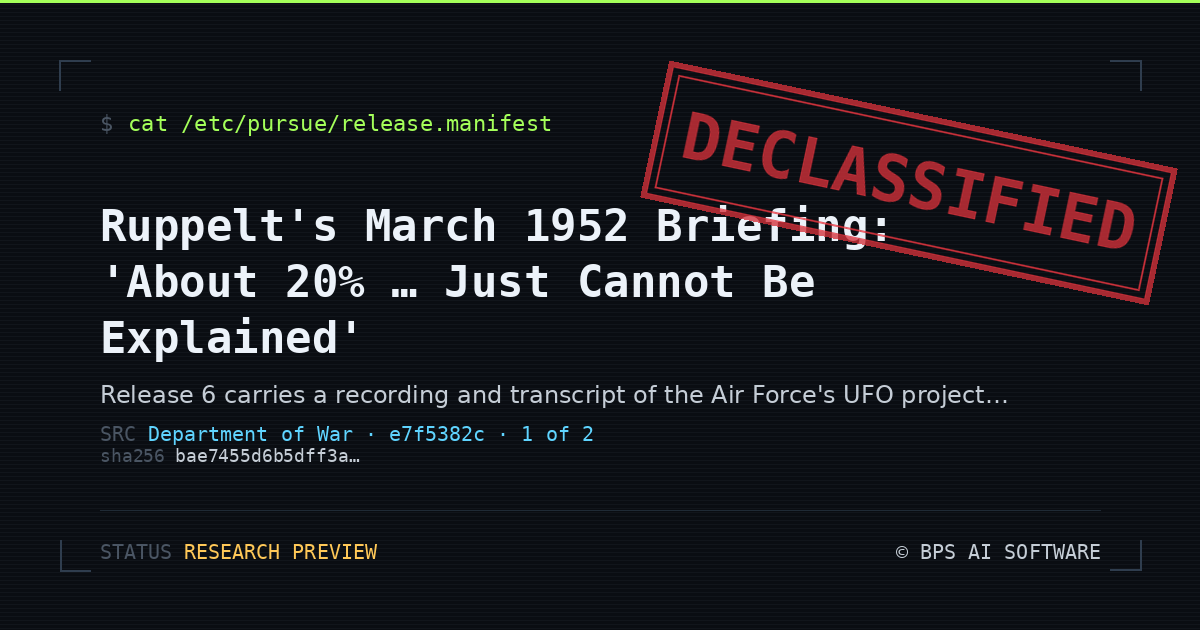 $ cat /etc/pursue/release.manifest
DECLASSIFIED
Ruppelt's March 1952 Briefing:
'About 20% … Just Cannot Be
Explained'
Release 6 carries a recording and transcript of the Air Force's UFO project…
SRC Department of War · e7f5382c · 1 of 2
sha256 bae7455d6b5dff3a…
STATUS RESEARCH PREVIEW
© BPS AI SOFTWARE